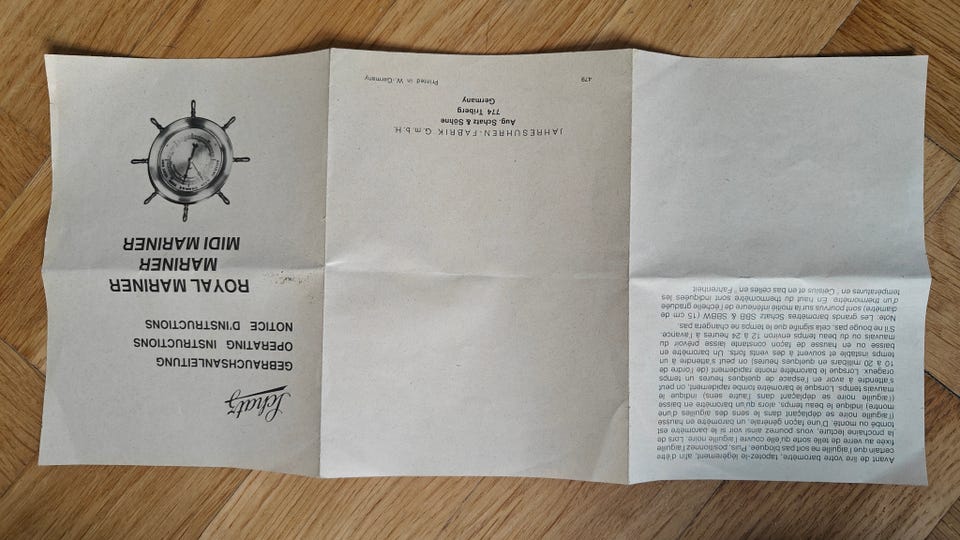 Avant de lire votre baromètre, tapotez-le légèrement, afin d'être
certain que l'aiguille ne soit pas bloquée. Puis, positionnez l'aiguille
fixée au verre de telle sorte qu'elle couvre l'aiguille noire. Lors de
la prochaine lecture, vous pourrez ainsi voir si le baromètre est
tombé ou monté. D'une façon générale, un baromètre en hausse
(l'aiguille noire se déplaçant dans le sens des aiguilles d'une
montre) indique le beau temps, alors qu'un baromètre en baisse
(l'aiguille noire se déplaçant dans l'autre sens) indique le
mauvais temps. Lorsque le baromètre tombe rapidement, on peut
s'attendre à avoir en l'espace de quelques heures un temps
orageux. Lorsque le baromètre monte rapidement (de l'ordre de
10 à 20 millibars en quelques heures) on peut s'attendre à un
temps instable et souvent à des vents forts. Un baromètre en
baisse ou en hausse de façon constante laisse prévoir du
mauvais ou du beau temps environ 12 à 24 heures à l'avance.
S'il ne bouge pas, cela signifie que le temps ne changera pas.
Note: Les grands baromètres Schatz SBB & SBBW (15 cm de
diamètre) sont pourvus sur la moitié inférieure de l'échelle graduée
d'un thermomètre. En haut du thermomètre sont indiquées les
températures en ° Celsius et en bas celles en ° Fahrenheit.
JAHRESUHREN-FABRIK G.m.b.H.
Aug. Schatz & Söhne
774 Triberg
Germany
479
Printed in W.-Germany
Schatz
GEBRAUCHSANLEITUNG
OPERATING INSTRUCTIONS
NOTICE D'INSTRUCTIONS
ROYAL MARINER
MARINER
MIDI MARINER